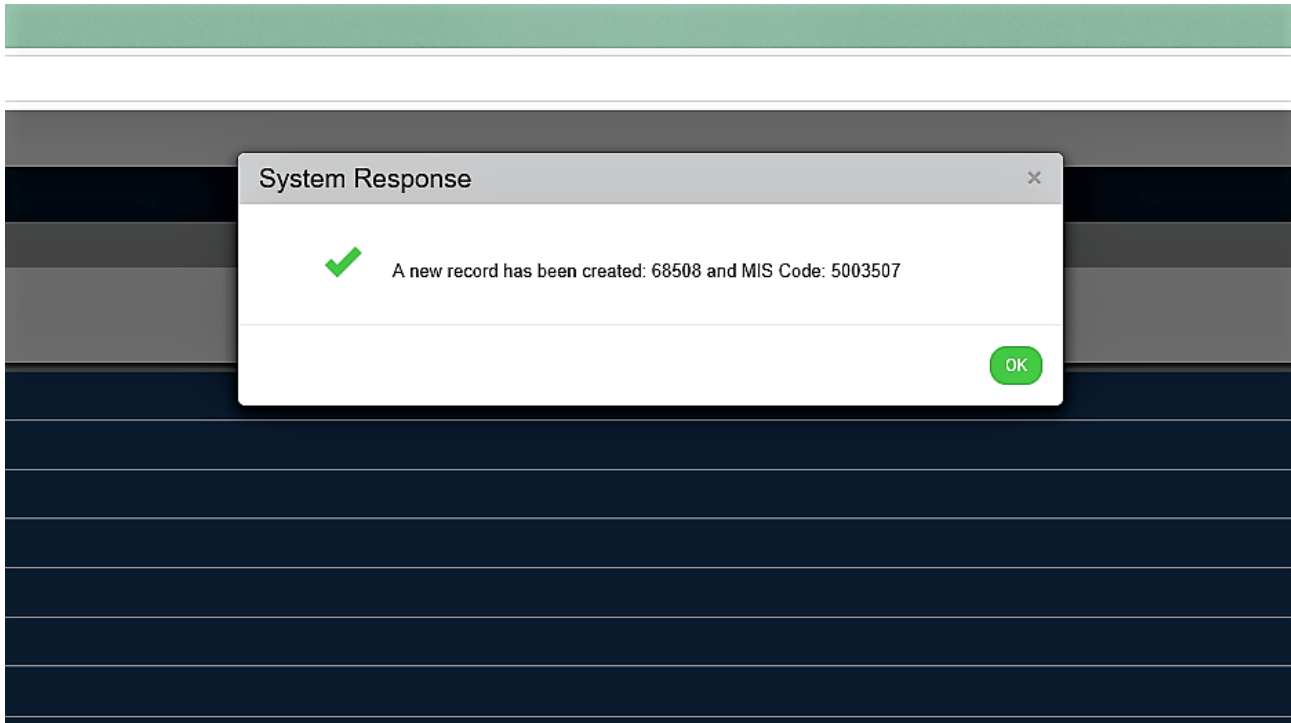 System Response
×
A new record has been created: 68508 and MIS Code: 5003507
OK